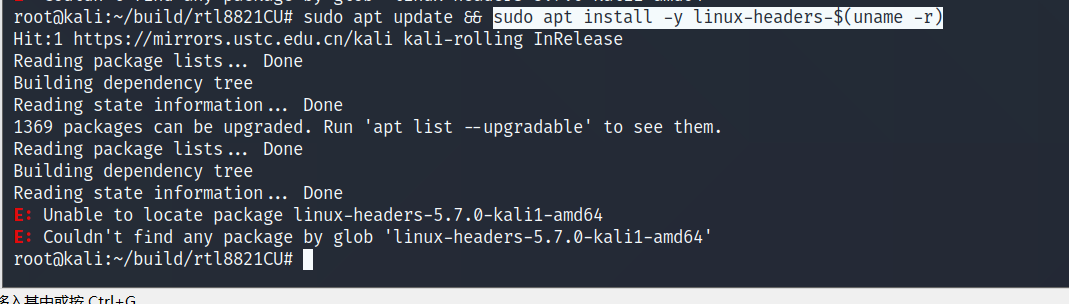 root@kali:~/build/rtl8821CU# sudo apt update && sudo apt install -y linux-headers-$(uname -r)
Hit:1 https://mirrors.ustc.edu.cn/kali kali-rolling InRelease
Reading package lists... Done
Building dependency tree
Reading state information... Done
1369 packages can be upgraded. Run 'apt list --upgradable' to see them.
Reading package lists... Done
Building dependency tree
Reading state information... Done
E: Unable to locate package linux-headers-5.7.0-kali1-amd64
E: Couldn't find any package by glob 'linux-headers-5.7.0-kali1-amd64'
root@kali:~/build/rtl8821CU#
或按 Ctrl+G